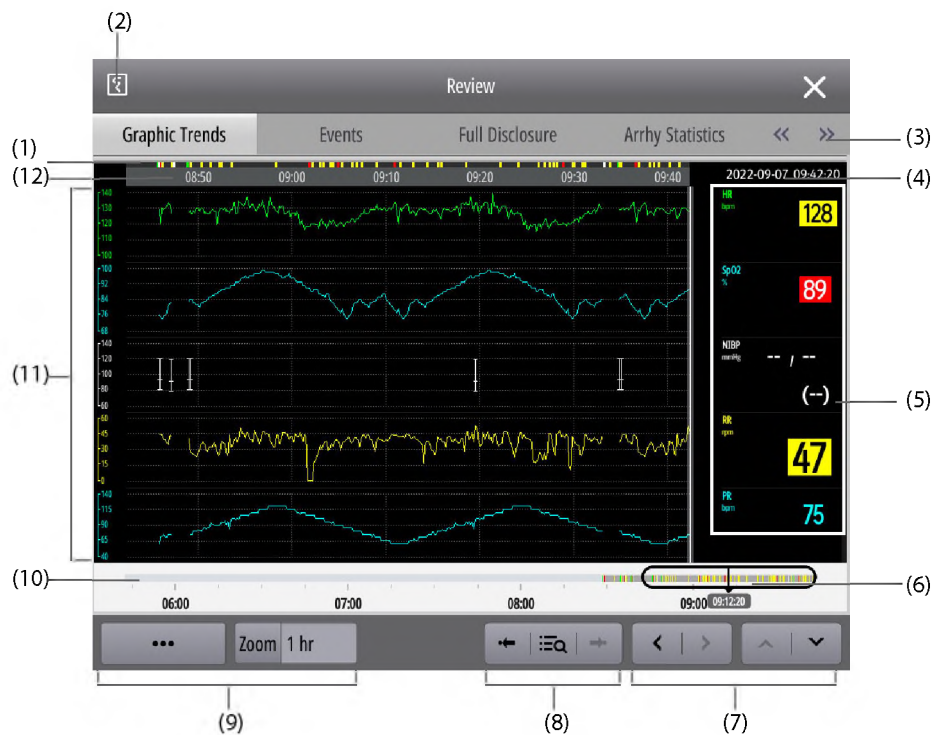 (2)
Review
Graphic Trends Events Full Disclosure Arrhy Statistics
(3)
(1)
(12)
08:50 09:00 09:10 09:20 09:30 09:40
2022-09-07 09:42:20
(4)
140
130
120
110
100
HR
bpm
128
100
92
84
76
68
SpO2
%
89
140
120
100
80
60
NIBP
mmHg
-- / --
(--)
(5)
(11)
60
45
30
15
0
RR
rpm
47
140
115
90
65
40
PR
bpm
75
(10)
(6)
06:00 07:00 08:00 09:00 09:12:20
••• Zoom 1 hr
(9) (8) (7)